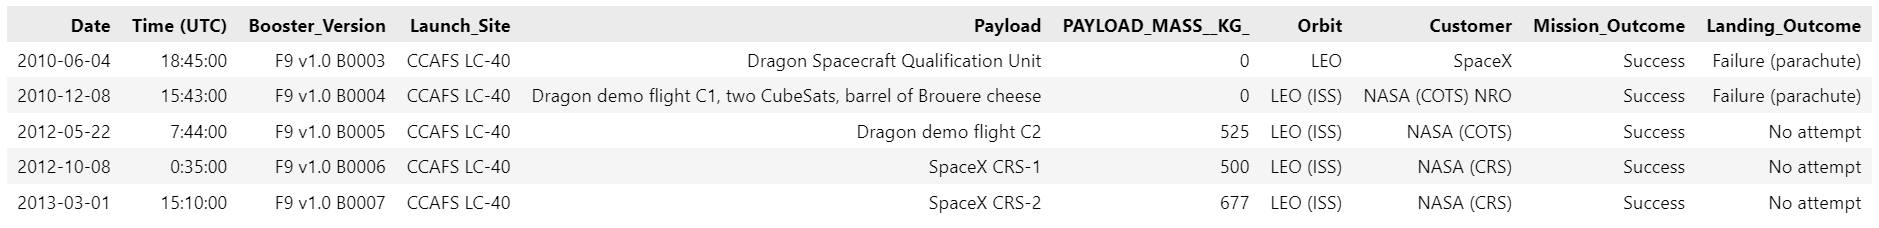 Date Time (UTC) Booster_Version Launch_Site Payload PAYLOAD_MASS__KG_ Orbit Customer Mission_Outcome Landing_Outcome
2010-06-04 18:45:00 F9 v1.0 B0003 CCAFS LC-40 Dragon Spacecraft Qualification Unit 0 LEO SpaceX Success Failure (parachute)
2010-12-08 15:43:00 F9 v1.0 B0004 CCAFS LC-40 Dragon demo flight C1, two CubeSats, barrel of Brouere cheese 0 LEO (ISS) NASA (COTS) NRO Success Failure (parachute)
2012-05-22 7:44:00 F9 v1.0 B0005 CCAFS LC-40 Dragon demo flight C2 525 LEO (ISS) NASA (COTS) Success No attempt
2012-10-08 0:35:00 F9 v1.0 B0006 CCAFS LC-40 SpaceX CRS-1 500 LEO (ISS) NASA (CRS) Success No attempt
2013-03-01 15:10:00 F9 v1.0 B0007 CCAFS LC-40 SpaceX CRS-2 677 LEO (ISS) NASA (CRS) Success No attempt